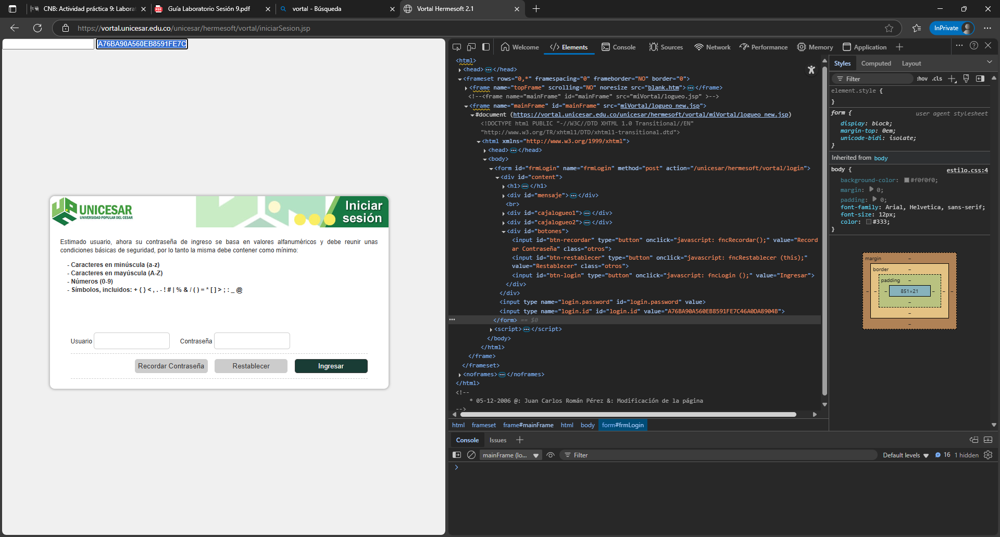 CNB: Actividad práctica 9: Laborat
Guía Laboratorio Sesión 9.pdf
vortal - Búsqueda
Vortal Hermesoft 2.1
https://vortal.unicesar.edu.co/unicesar/hermesoft/vortal/iniciarSesion.jsp
InPrivate
A76BA90A560EB8591FE7C
UNICESAR
UNIVERSIDAD POPULAR DEL CESAR
Iniciar
sesión
Estimado usuario, ahora su contraseña de ingreso se basa en valores alfanuméricos y debe reunir unas
condiciones básicas de seguridad, por lo tanto la misma debe contener como mínimo:
- Caracteres en minúscula (a-z)
- Caracteres en mayúscula (A-Z)
- Números (0-9)
- Símbolos, incluidos: + { } < , . - ! # | % & / ( ) = * [ ] > ; : _ @
Usuario
Contraseña
Recordar Contraseña
Restablecer
Ingresar
Welcome
</> Elements
Console
Sources
Network
Performance
Memory
Application
<html>
<head>…</head>
<frameset rows="0,*" framespacing="0" frameborder="NO" border="0">
<frame name="topFrame" scrolling="NO" noresize src="blank.htm">…</frame>
<!--<frame name="mainFrame" id="mainFrame" src="miVortal/logueo.jsp" >-->
<frame name="mainFrame" id="mainFrame" src="miVortal/logueo_new.jsp">
#document (https://vortal.unicesar.edu.co/unicesar/hermesoft/vortal/miVortal/logueo_new.jsp)
<!DOCTYPE html PUBLIC "-//W3C//DTD XHTML 1.0 Transitional//EN"
"http://www.w3.org/TR/xhtml1/DTD/xhtml1-transitional.dtd">
<html xmlns="http://www.w3.org/1999/xhtml">
<head>…</head>
<body>
<form id="frmLogin" name="frmLogin" method="post" action="/unicesar/hermesoft/vortal/login">
<div id="content">
<h1>…</h1>
<div id="mensaje">…</div>
<br>
<div id="cajalogueo1">…</div>
<div id="cajalogueo2">…</div>
<div id="botones">
<input id="btn-recordar" type="button" onclick="javascript: fncRecordar();" value="Record
ar Contraseña" class="otros">
<input id="btn-restablecer" type="button" onclick="javascript: fncRestablecer (this);"
value="Restablecer" class="otros">
<input id="btn-login" type="button" onclick="javascript: fncLogin ();" value="Ingresar">
</div>
</div>
<input type name="login.password" id="login.password" value>
<input type name="login.id" id="login.id" value="A76BA90A560EB8591FE7C46A0DA8904B">
</form> == $0
<script>…</script>
</body>
</html>
</frame>
</frameset>
<noframes>…</noframes>
</html>
<!--
* 05-12-2006 @: Juan Carlos Román Pérez &: Modificación de la página
-->
html
frameset
frame#mainFrame
html
body
form#frmLogin
Styles
Computed
Layout
Filter
:hov
.cls
element.style {
}
form {
user agent stylesheet
display: block;
margin-top: 0em;
unicode-bidi: isolate;
}
Inherited from body
body {
estilo.css:4
background-color: #f0f0f0;
margin: 0;
padding: 0;
font-family: Arial, Helvetica, sans-serif;
font-size: 12px;
color: #333;
}
margin
border
padding
851×21
Console
Issues
mainFrame (lo...
Filter
Default levels
16
1 hidden